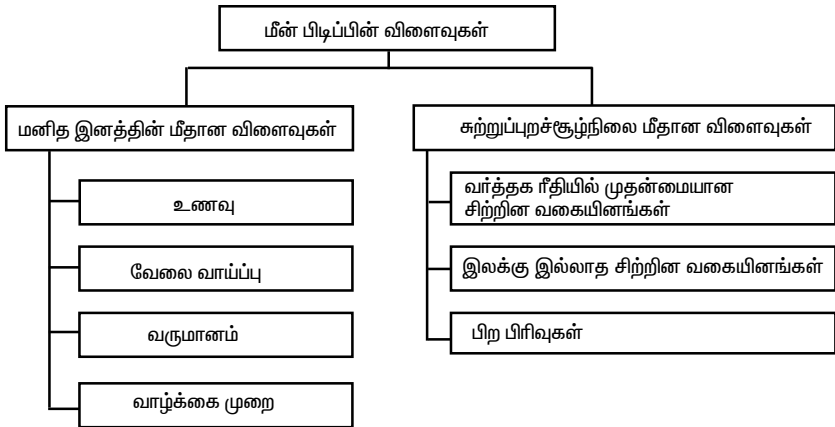 மீன் பிடிப்பின் விளைவுகள்
மனித இனத்தின் மீதான விளைவுகள்
உணவு
வேலை வாய்ப்பு
வருமானம்
வாழ்க்கை முறை
சுற்றுப்புறச்சூழ்நிலை மீதான விளைவுகள்
வர்த்தக ரீதியில் முதன்மையான
சிற்றின வகையினங்கள்
இலக்கு இல்லாத சிற்றின வகையினங்கள்
பிற பிரிவுகள்